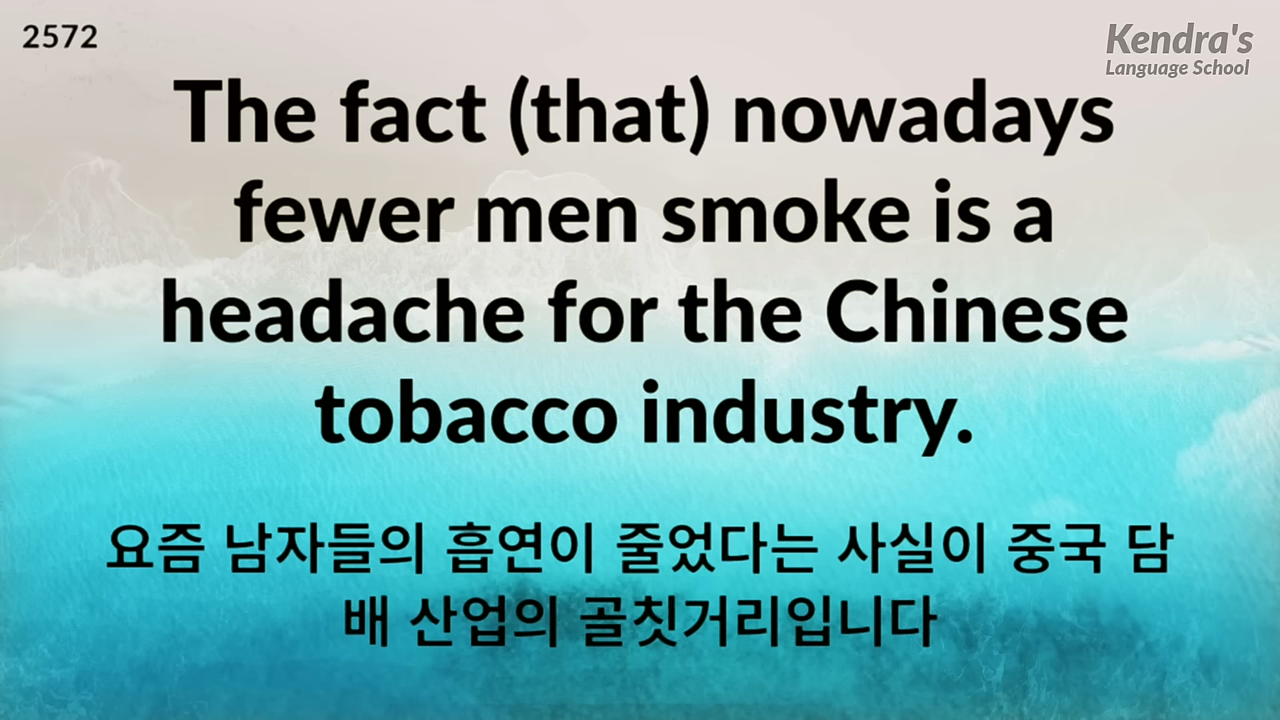 2572
Kendra's
Language School
The fact (that) nowadays
fewer men smoke is a
headache for the Chinese
tobacco industry.
요즘 남자들의 흡연이 줄었다는 사실이 중국 담
배 산업의 골칫거리입니다